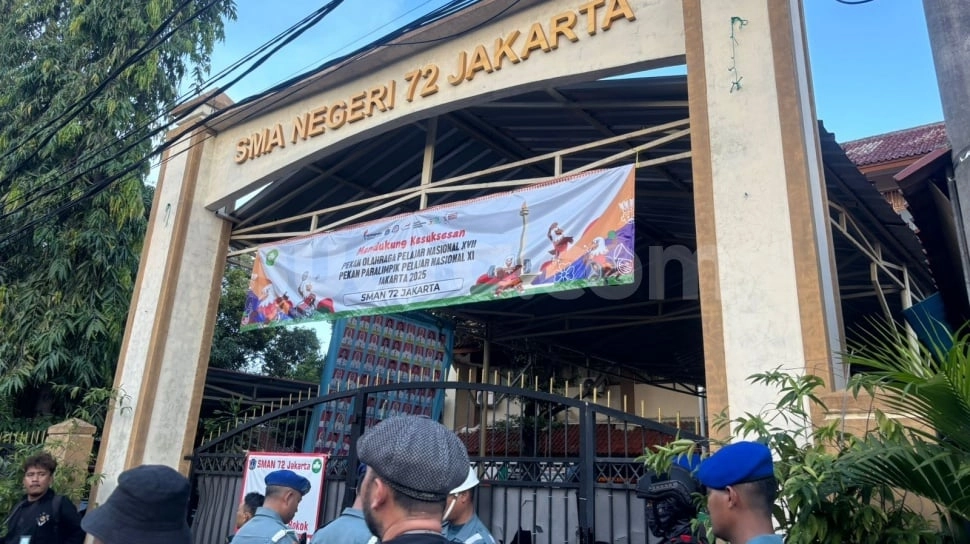 SMA NEGERI 72 JAKARTA
Mendukung Kesuksesan
PEKAN OLAHRAGA PELAJAR NASIONAL XVII
PEKAN PARALIMPIK PELAJAR NASIONAL XI
JAKARTA 2025
SMAN 72 JAKARTA
.com
SMAN 72 Jakarta